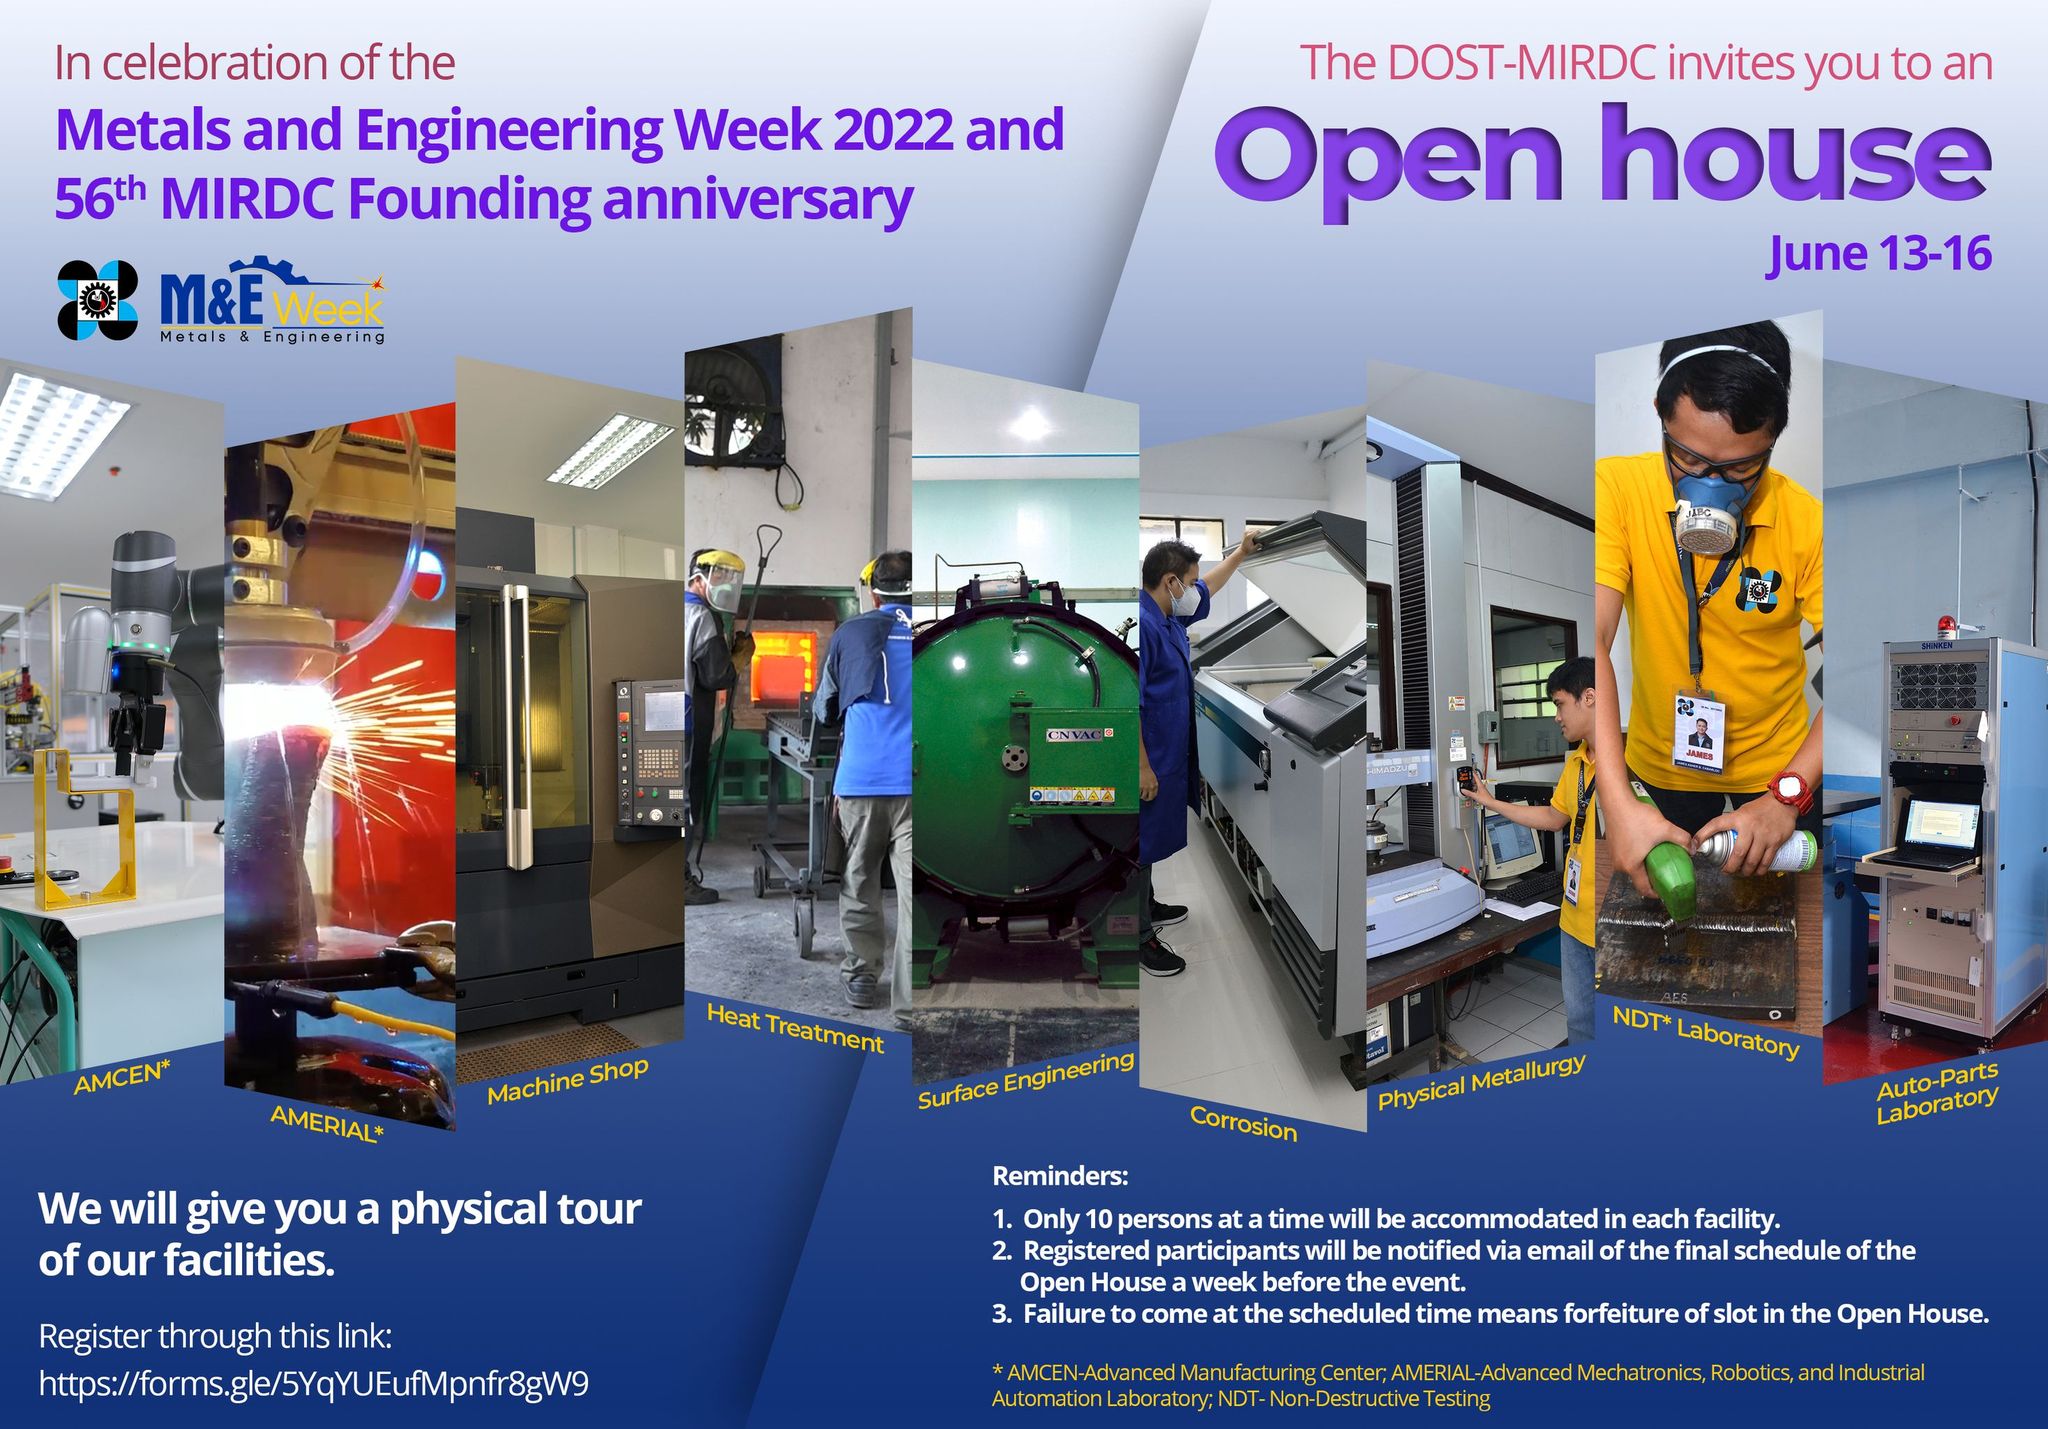 In celebration of the
Metals and Engineering Week 2022 and
56th MIRDC Founding anniversary
M&E Week
Metals & Engineering
The DOST-MIRDC invites you to an
Open house
June 13-16
CNVAC
JABC
JAMES
SHiNKEN
AES
AMCEN*
AMERIAL*
Machine Shop
Heat Treatment
Surface Engineering
Corrosion
Physical Metallurgy
NDT* Laboratory
Auto-Parts
Laboratory
We will give you a physical tour
of our facilities.
Register through this link:
https://forms.gle/5YqYUEufMpnfr8gW9
Reminders:
1. Only 10 persons at a time will be accommodated in each facility.
2. Registered participants will be notified via email of the final schedule of the
Open House a week before the event.
3. Failure to come at the scheduled time means forfeiture of slot in the Open House.
* AMCEN-Advanced Manufacturing Center; AMERIAL-Advanced Mechatronics, Robotics, and Industrial
Automation Laboratory; NDT- Non-Destructive Testing